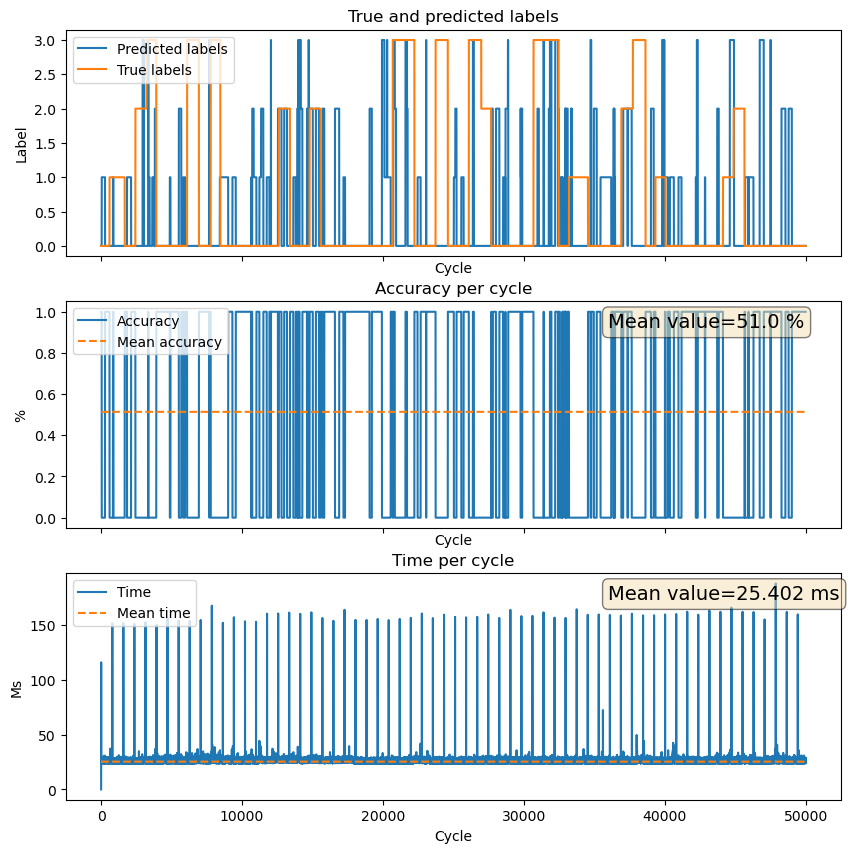 True and predicted labels
3.0
2.5
2.0
1.5
1.0
0.5
0.0
Label
Predicted labels
True labels
Cycle
Accuracy per cycle
1.0
0.8
0.6
0.4
0.2
0.0
%
Accuracy
Mean accuracy
Mean value=51.0 %
Cycle
Time per cycle
150
100
50
0
Ms
Time
Mean time
Mean value=25.402 ms
0 10000 20000 30000 40000 50000
Cycle